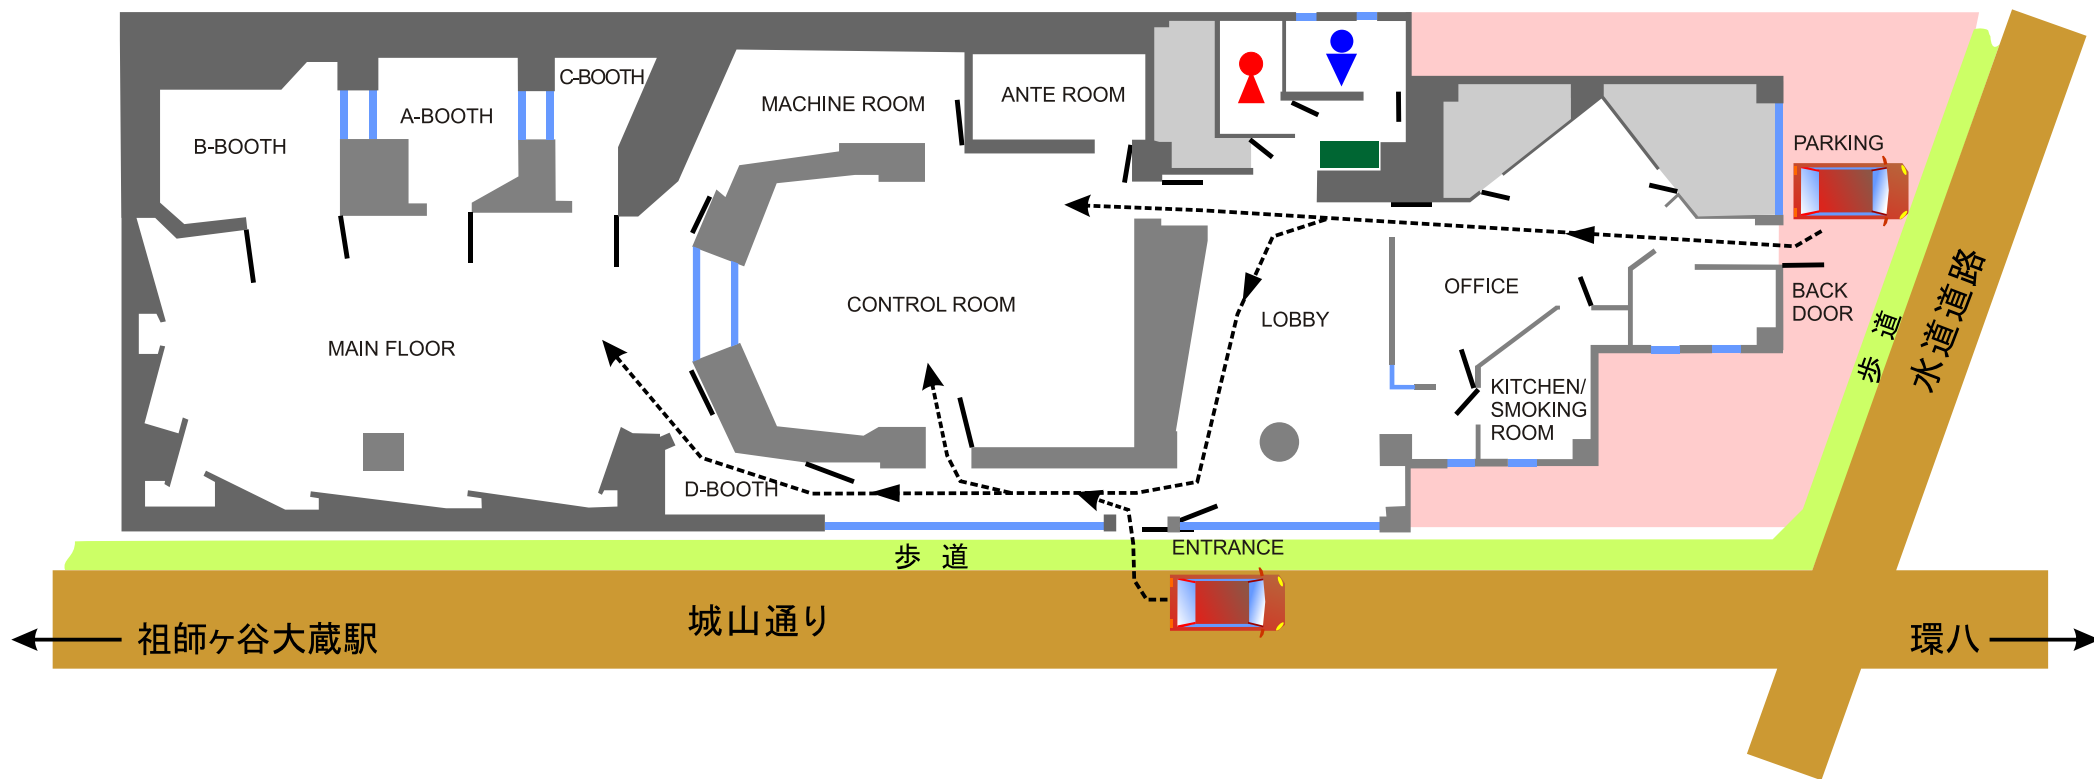 C-BOOTH
MACHINE ROOM
ANTE ROOM
A-BOOTH
B-BOOTH
PARKING
CONTROL ROOM
OFFICE
LOBBY
BACK
DOOR
MAIN FLOOR
KITCHEN/
SMOKING
ROOM
D-BOOTH
ENTRANCE
歩道
水道道路
歩 道
城山通り
祖師ヶ谷大蔵駅
環八